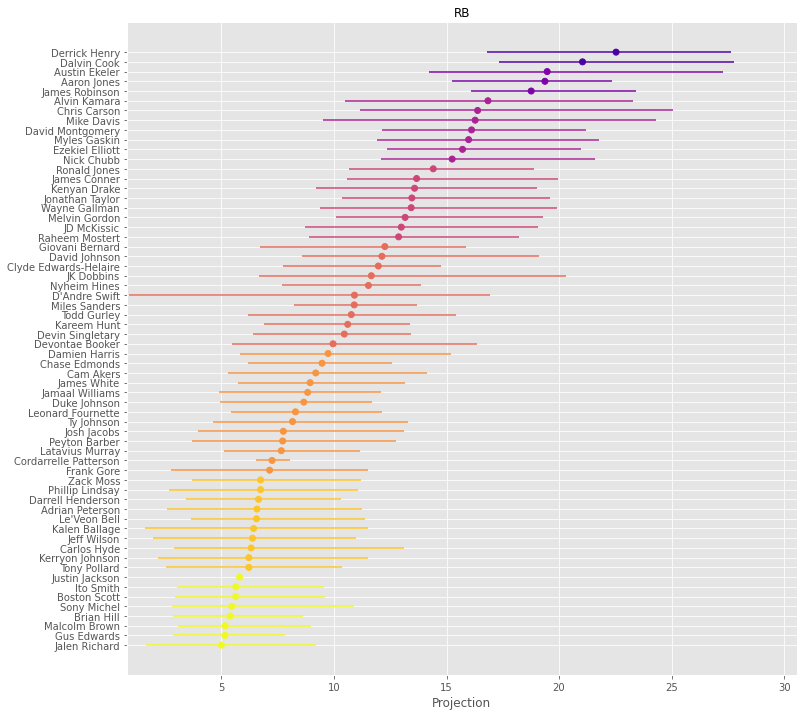 RB
Derrick Henry
Dalvin Cook
Austin Ekeler
Aaron Jones
James Robinson
Alvin Kamara
Chris Carson
Mike Davis
David Montgomery
Myles Gaskin
Ezekiel Elliott
Nick Chubb
Ronald Jones
James Conner
Kenyan Drake
Jonathan Taylor
Wayne Gallman
Melvin Gordon
JD McKissic
Raheem Mostert
Giovani Bernard
David Johnson
Clyde Edwards-Helaire
JK Dobbins
Nyheim Hines
D'Andre Swift
Miles Sanders
Todd Gurley
Kareem Hunt
Devin Singletary
Devontae Booker
Damien Harris
Chase Edmonds
Cam Akers
James White
Jamaal Williams
Duke Johnson
Leonard Fournette
Ty Johnson
Josh Jacobs
Peyton Barber
Latavius Murray
Cordarrelle Patterson
Frank Gore
Zack Moss
Phillip Lindsay
Darrell Henderson
Adrian Peterson
Le'Veon Bell
Kalen Ballage
Jeff Wilson
Carlos Hyde
Kerryon Johnson
Tony Pollard
Justin Jackson
Ito Smith
Boston Scott
Sony Michel
Brian Hill
Malcolm Brown
Gus Edwards
Jalen Richard
5 10 15 20 25 30
Projection